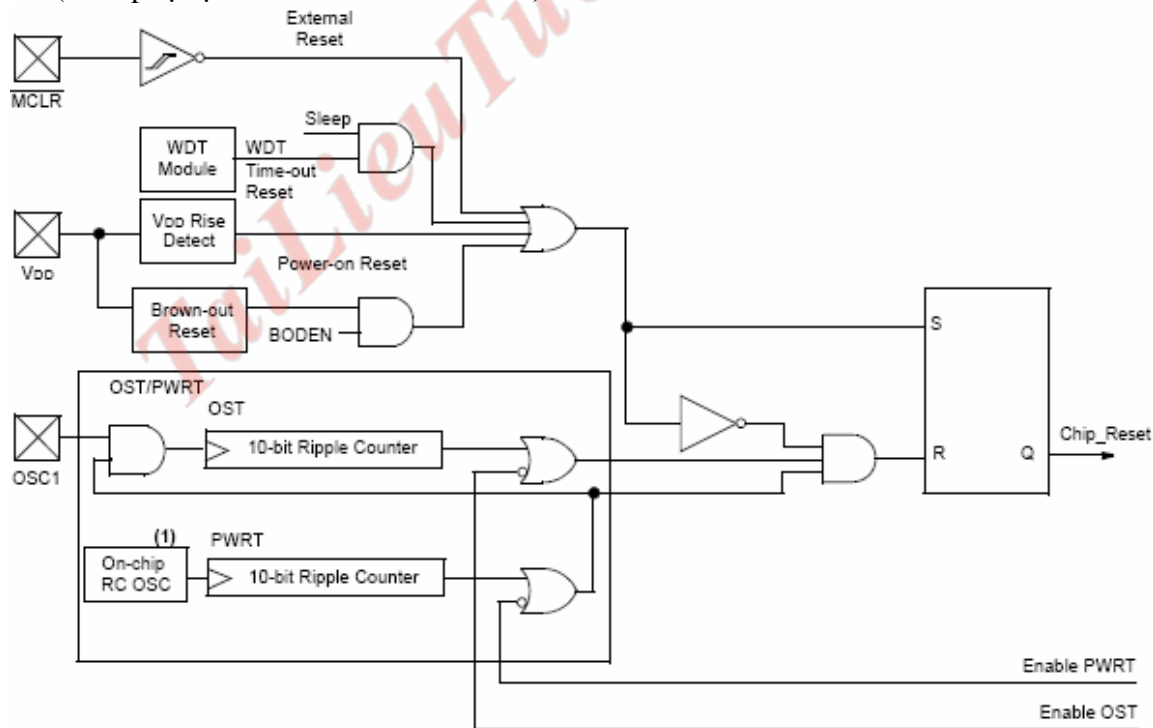 External
Reset
MCLR
Sleep
WDT
Module
WDT
Time-out
Reset
VDD Rise
Detect
VDD
Power-on Reset
Brown-out
Reset
BODEN
S
OST/PWRT
OST
10-bit Ripple Counter
OSC1
R
Q
Chip_Reset
(1)
PWRT
On-chip
RC OSC
10-bit Ripple Counter
Enable PWRT
Enable OST